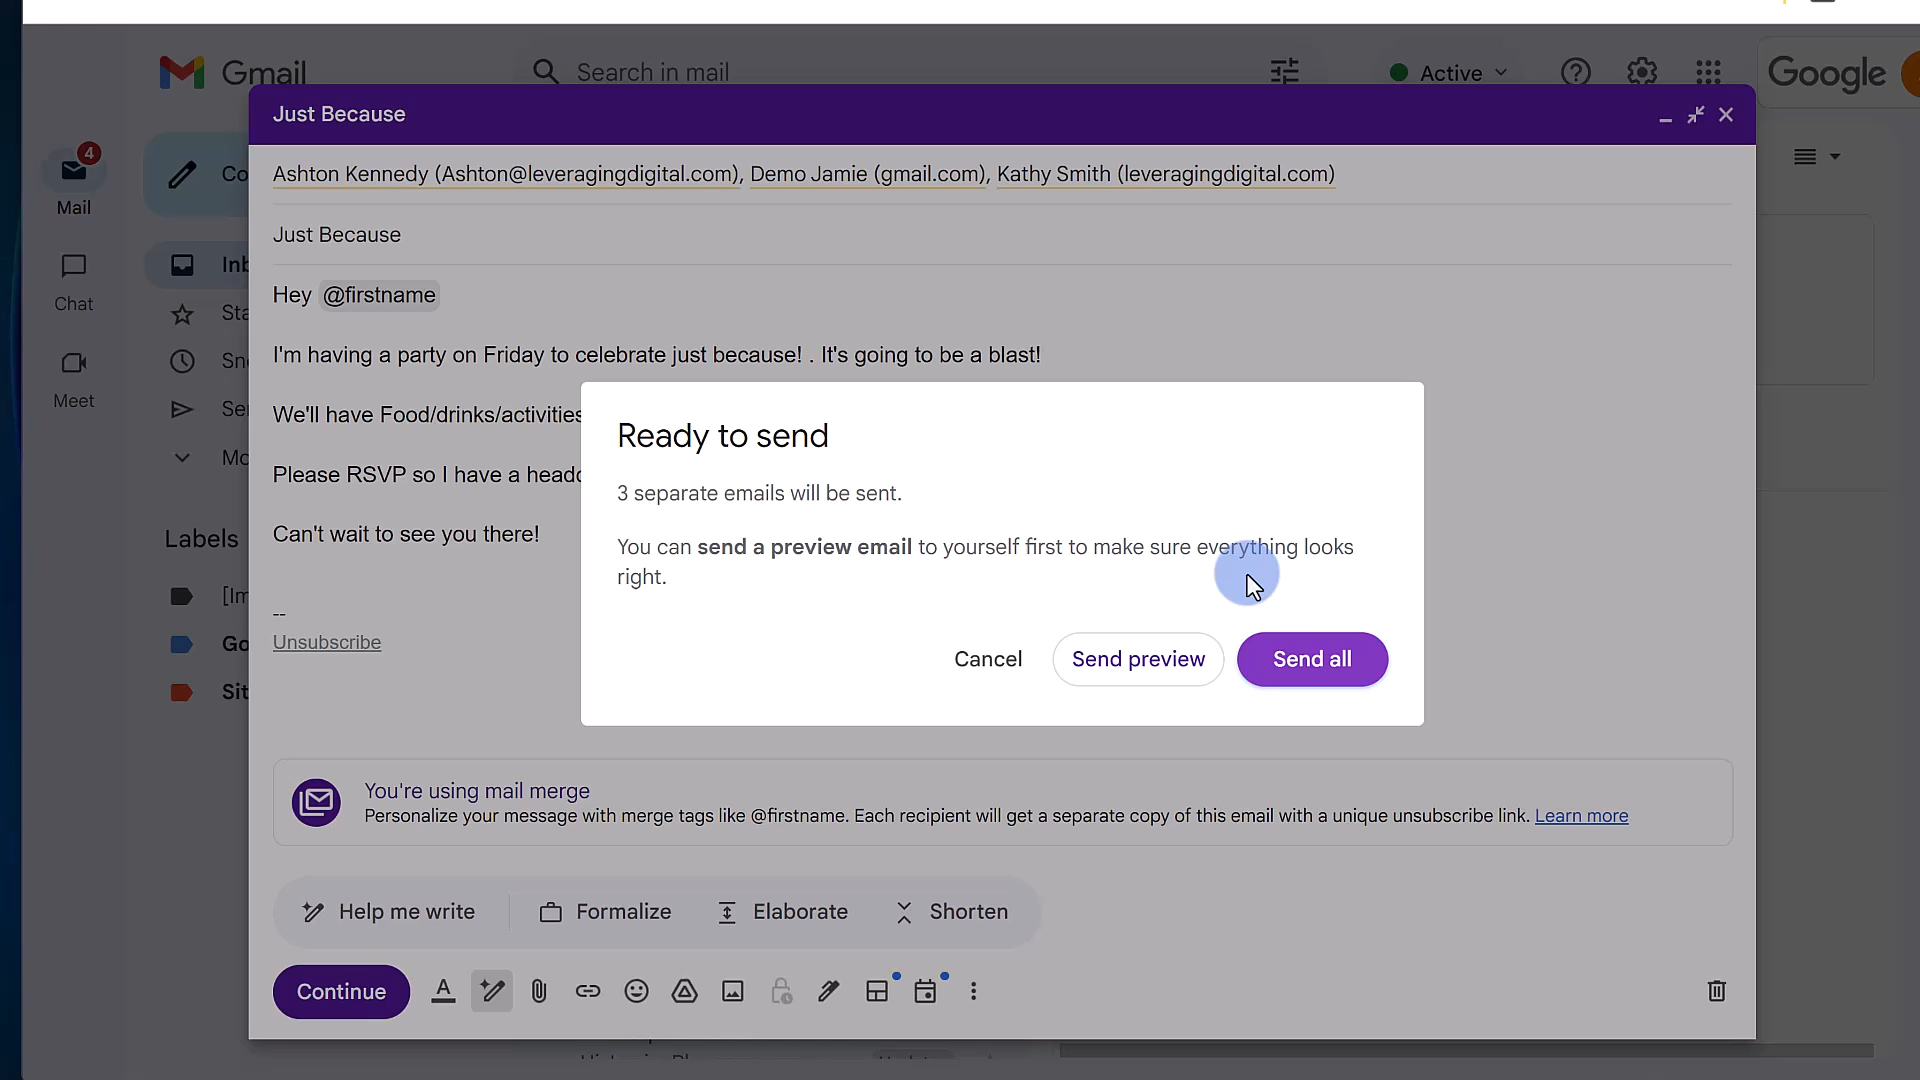 Gmail
Search in mail
Active
Google
Just Because
4
Mail
Co
Ashton Kennedy (Ashton@leveragingdigital.com), Demo Jamie (gmail.com), Kathy Smith (leveragingdigital.com)
Just Because
Chat
Inb
Hey @firstname
Sta
I'm having a party on Friday to celebrate just because! . It's going to be a blast!
Meet
Sno
Sen
We'll have Food/drinks/activities
Mo
Please RSVP so I have a headc
Ready to send
3 separate emails will be sent.
You can send a preview email to yourself first to make sure everything looks
right.
Cancel
Send preview
Send all
Labels
Can't wait to see you there!
[Im
--
Go
Unsubscribe
Sit
You're using mail merge
Personalize your message with merge tags like @firstname. Each recipient will get a separate copy of this email with a unique unsubscribe link. Learn more
Help me write
Formalize
Elaborate
Shorten
Continue